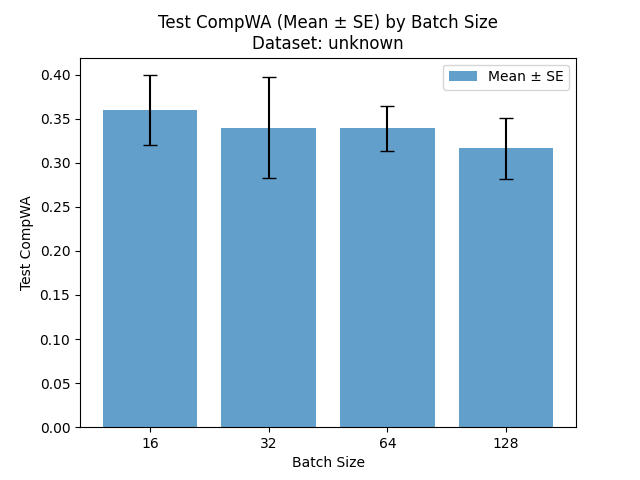 Test CompWA (Mean ± SE) by Batch Size
Dataset: unknown
Mean ± SE
0.40
0.35
0.30
0.25
0.20
0.15
0.10
0.05
0.00
Test CompWA
16 32 64 128
Batch Size